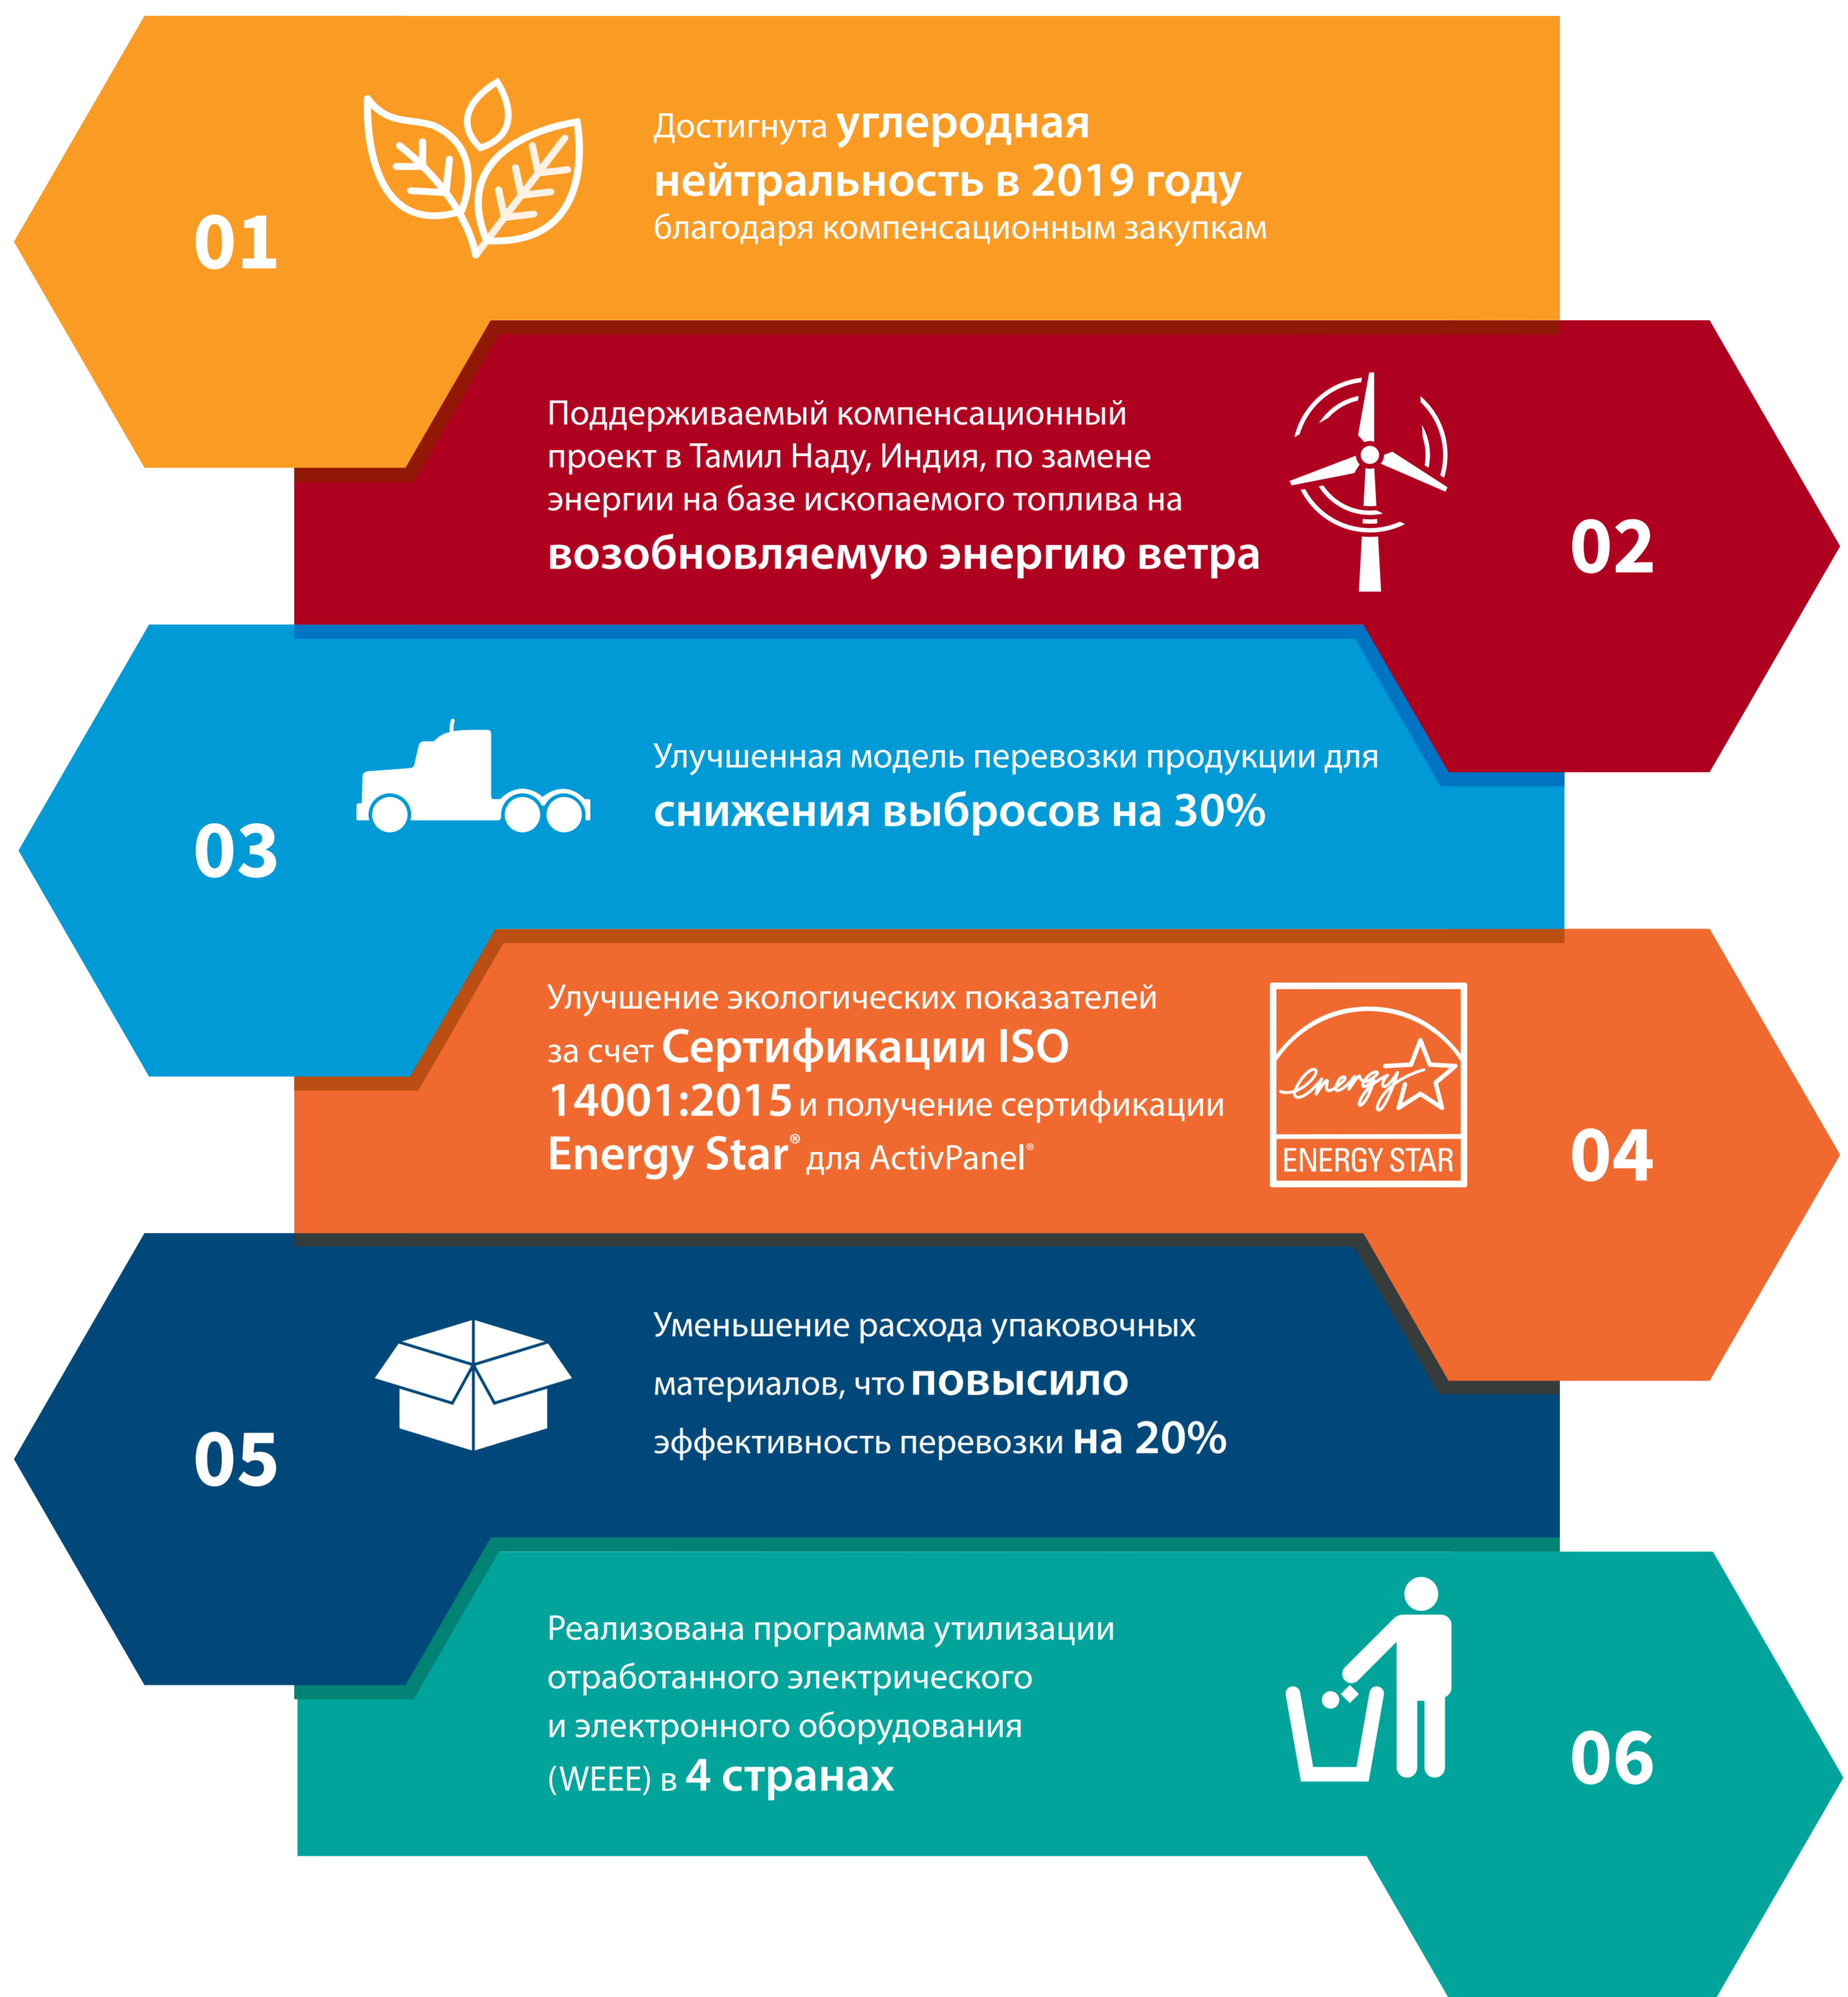 01
Достигнута углеродная
нейтральность в 2019 году
благодаря компенсационным закупкам
Поддерживаемый компенсационный
проект в Тамил Наду, Индия, по замене
энергии на базе ископаемого топлива на
возобновляемую энергию ветра
02
03
Улучшенная модель перевозки продукции для
снижения выбросов на 30%
Улучшение экологических показателей
за счет Сертификации ISO
14001:2015 и получение сертификации
Energy Star® для ActivPanel®
energy
ENERGY STAR
04
05
Уменьшение расхода упаковочных
материалов, что ПОВЫСИЛО
эффективность перевозки на 20%
Реализована программа утилизации
отработанного электрического
и электронного оборудования
(WEEE) в 4 странах
06